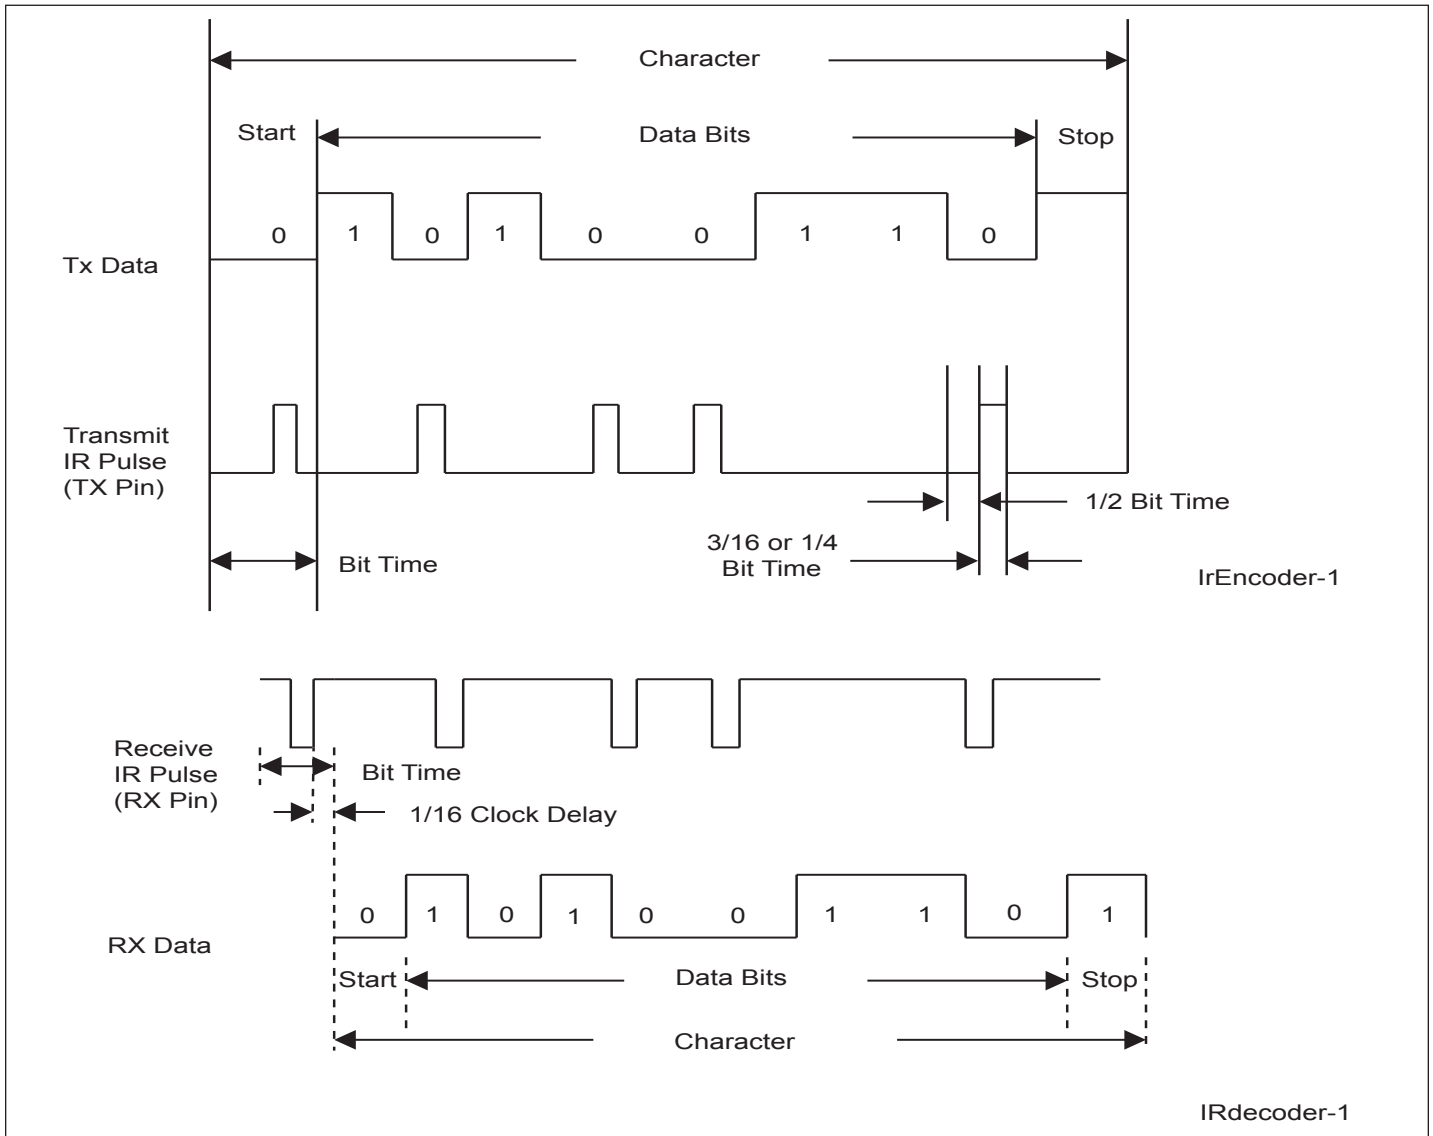 Character
Start Data Bits Stop
0 1 0 1 0 0 1 1 0
Tx Data
Transmit
IR Pulse
(TX Pin)
1/2 Bit Time
3/16 or 1/4
Bit Time
Bit Time
IrEncoder-1
Receive
IR Pulse
(RX Pin)
Bit Time
1/16 Clock Delay
0 1 0 1 0 0 1 1 0 1
RX Data
Start Data Bits Stop
Character
IRdecoder-1